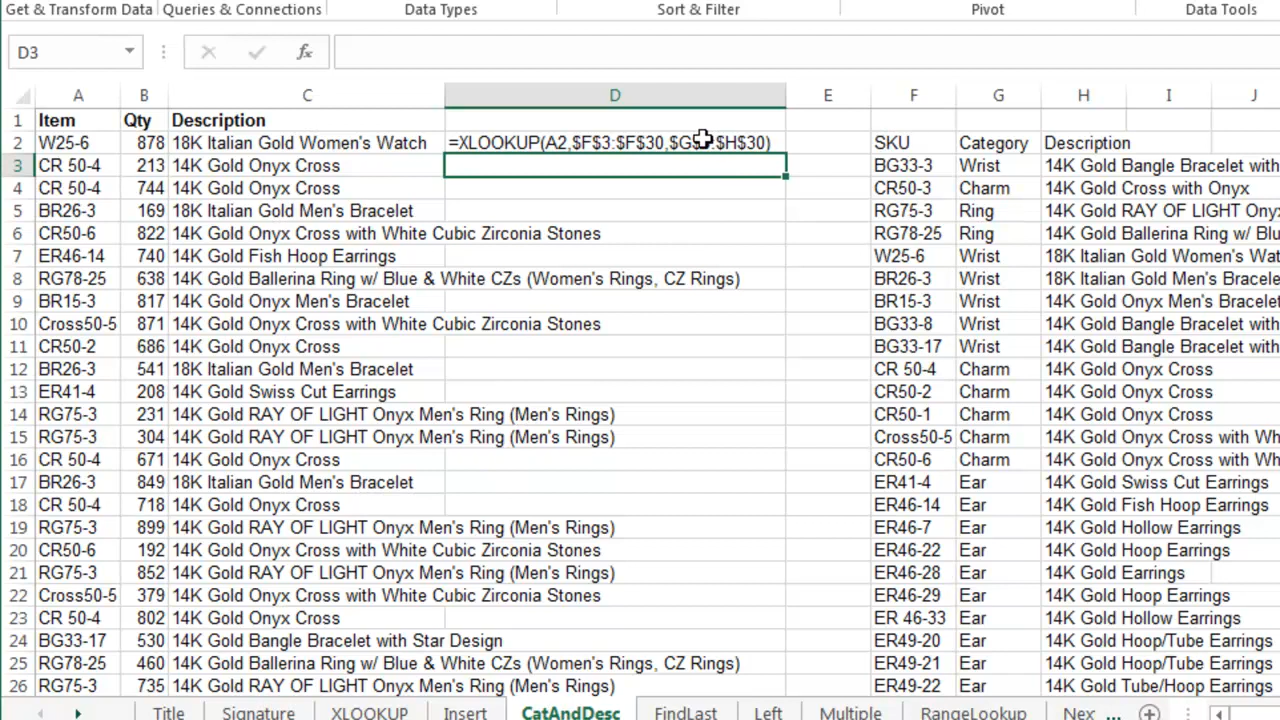 Get & Transform Data Queries & Connections Data Types Sort & Filter Pivot Data Tools
D3 fx
A B C D E F G H I J
1 Item Qty Description
2 W25-6 878 18K Italian Gold Women's Watch =XLOOKUP(A2,$F$3:$F$30,$G$ $H$30) SKU Category Description
3 CR 50-4 213 14K Gold Onyx Cross BG33-3 Wrist 14K Gold Bangle Bracelet with
4 CR 50-4 744 14K Gold Onyx Cross CR50-3 Charm 14K Gold Cross with Onyx
5 BR26-3 169 18K Italian Gold Men's Bracelet RG75-3 Ring 14K Gold RAY OF LIGHT Onyx
6 CR50-6 822 14K Gold Onyx Cross with White Cubic Zirconia Stones RG78-25 Ring 14K Gold Ballerina Ring w/ Blu
7 ER46-14 740 14K Gold Fish Hoop Earrings W25-6 Wrist 18K Italian Gold Women's Wat
8 RG78-25 638 14K Gold Ballerina Ring w/ Blue & White CZs (Women's Rings, CZ Rings) BR26-3 Wrist 18K Italian Gold Men's Bracele
9 BR15-3 817 14K Gold Onyx Men's Bracelet BR15-3 Wrist 14K Gold Onyx Men's Bracelet
10 Cross50-5 871 14K Gold Onyx Cross with White Cubic Zirconia Stones BG33-8 Wrist 14K Gold Bangle Bracelet with
11 CR50-2 686 14K Gold Onyx Cross BG33-17 Wrist 14K Gold Bangle Bracelet with
12 BR26-3 541 18K Italian Gold Men's Bracelet CR 50-4 Charm 14K Gold Onyx Cross
13 ER41-4 208 14K Gold Swiss Cut Earrings CR50-2 Charm 14K Gold Onyx Cross
14 RG75-3 231 14K Gold RAY OF LIGHT Onyx Men's Ring (Men's Rings) CR50-1 Charm 14K Gold Onyx Cross
15 RG75-3 304 14K Gold RAY OF LIGHT Onyx Men's Ring (Men's Rings) Cross50-5 Charm 14K Gold Onyx Cross with Wh
16 CR 50-4 671 14K Gold Onyx Cross CR50-6 Charm 14K Gold Onyx Cross with Wh
17 BR26-3 849 18K Italian Gold Men's Bracelet ER41-4 Ear 14K Gold Swiss Cut Earrings
18 CR 50-4 718 14K Gold Onyx Cross ER46-14 Ear 14K Gold Fish Hoop Earrings
19 RG75-3 899 14K Gold RAY OF LIGHT Onyx Men's Ring (Men's Rings) ER46-7 Ear 14K Gold Hollow Earrings
20 CR50-6 192 14K Gold Onyx Cross with White Cubic Zirconia Stones ER46-22 Ear 14K Gold Hoop Earrings
21 RG75-3 852 14K Gold RAY OF LIGHT Onyx Men's Ring (Men's Rings) ER46-28 Ear 14K Gold Earrings
22 Cross50-5 379 14K Gold Onyx Cross with White Cubic Zirconia Stones ER46-29 Ear 14K Gold Hoop Earrings
23 CR 50-4 802 14K Gold Onyx Cross ER 46-33 Ear 14K Gold Hollow Earrings
24 BG33-17 530 14K Gold Bangle Bracelet with Star Design ER49-20 Ear 14K Gold Hoop/Tube Earrings
25 RG78-25 460 14K Gold Ballerina Ring w/ Blue & White CZs (Women's Rings, CZ Rings) ER49-21 Ear 14K Gold Hoop/Tube Earrings
26 RG75-3 735 14K Gold RAY OF LIGHT Onyx Men's Ring (Men's Rings) ER49-22 Ear 14K Gold Tube/Hoop Earrings
Title Signature XLOOKUP Insert CatAndDesc FindLast Left Multiple RangeLookup Nex ...